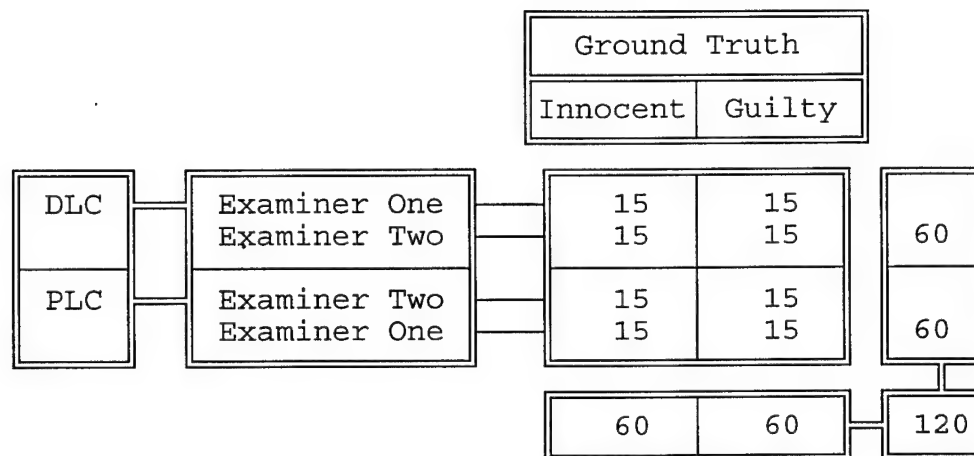 Ground Truth
Innocent Guilty
DLC Examiner One 15 15
Examiner Two 15 15 60
PLC Examiner Two 15 15
Examiner One 15 15 60
60 60 120